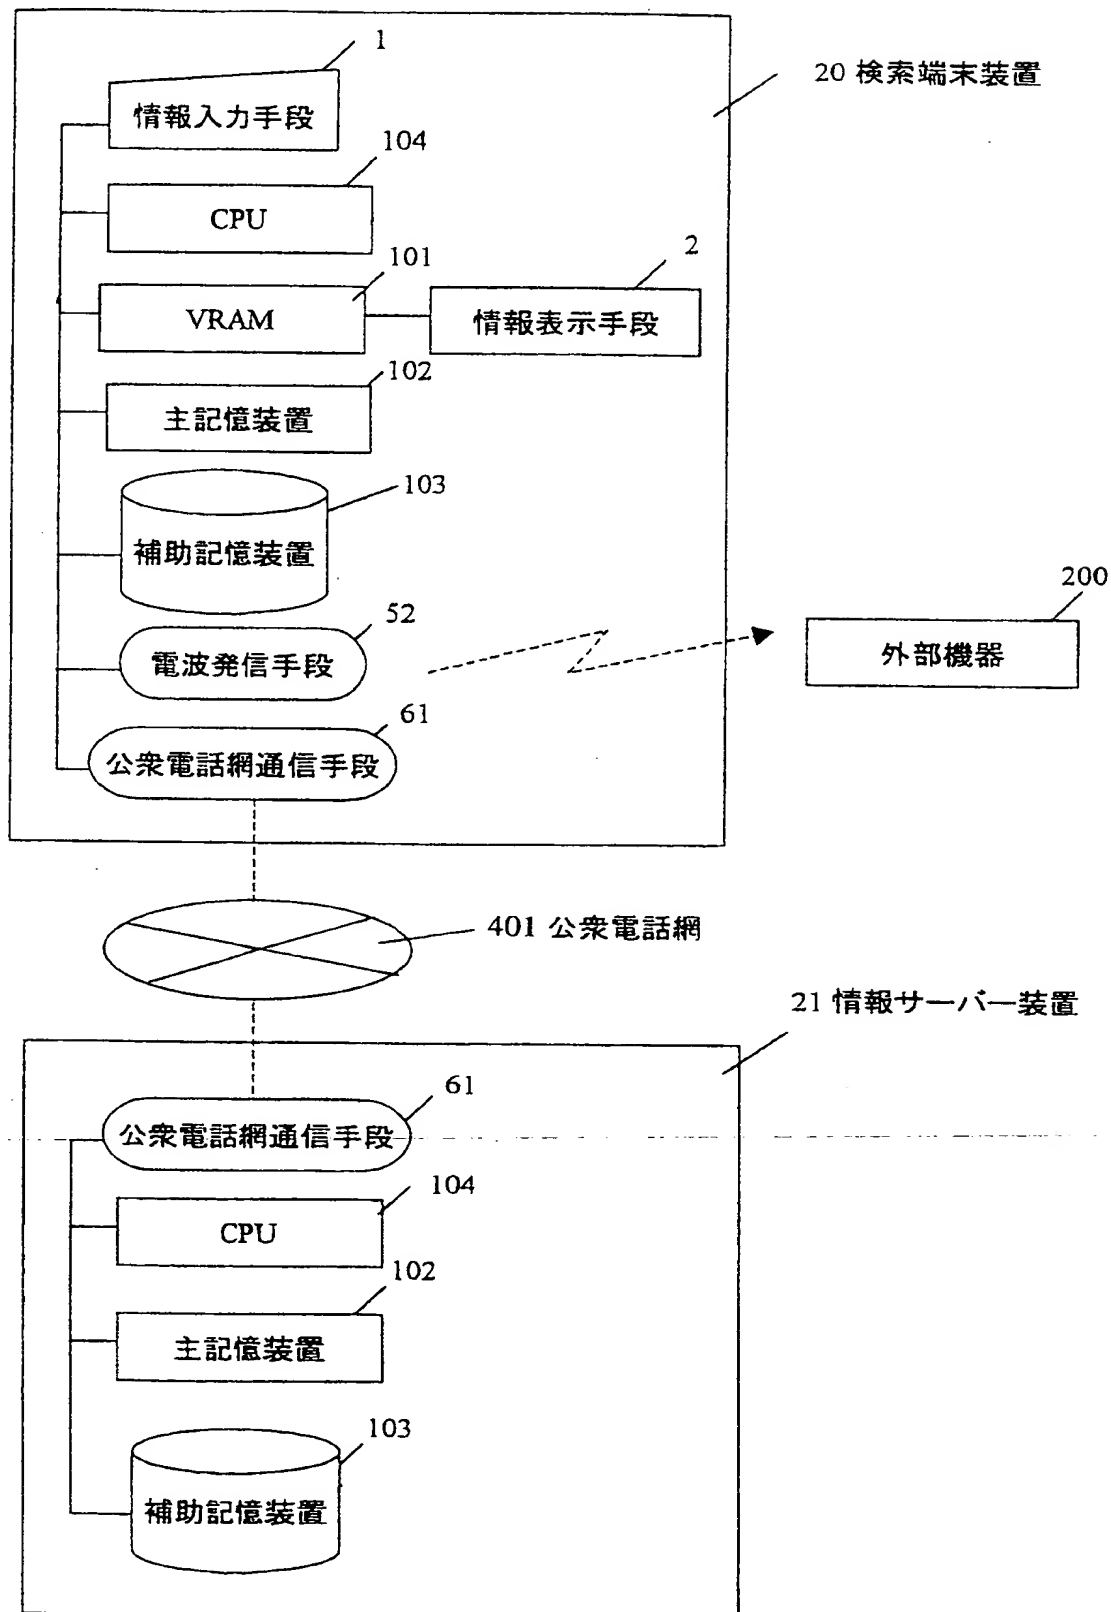 1
20 検索端末装置
情報入力手段
104
CPU
2
101
VRAM
情報表示手段
102
主記憶装置
103
補助記憶装置
200
52
外部機器
電波発信手段
61
公衆電話網通信手段
401 公衆電話網
21 情報サーバー装置
61
公衆電話網通信手段
104
CPU
102
主記憶装置
103
補助記憶装置